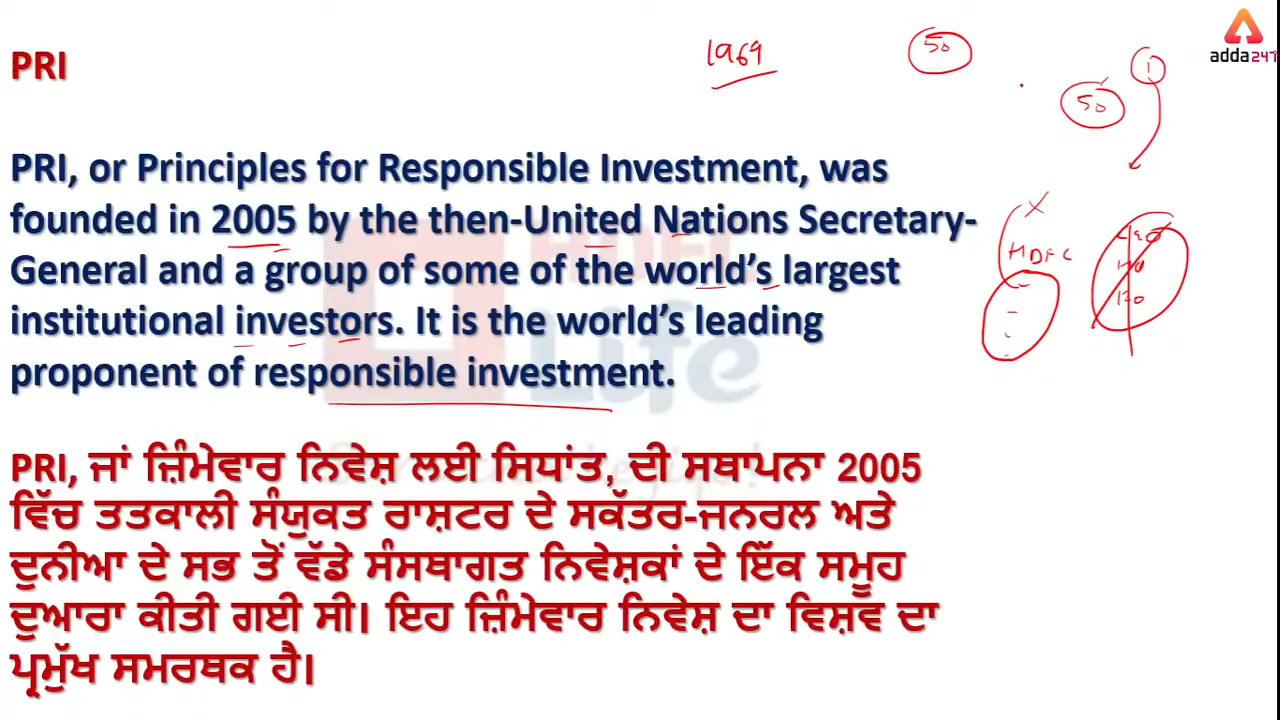 PRI
1969
50
1
50
adda247
PRI, or Principles for Responsible Investment, was
founded in 2005 by the then-United Nations Secretary-
General and a group of some of the world's largest
institutional investors. It is the world's leading
proponent of responsible investment.
X
HDFC
Life
PRI, ਜਾਂ ਜ਼ਿੰਮੇਵਾਰ ਨਿਵੇਸ਼ ਲਈ ਸਿਧਾਂਤ, ਦੀ ਸਥਾਪਨਾ 2005
ਵਿੱਚ ਤਤਕਾਲੀ ਸੰਯੁਕਤ ਰਾਸ਼ਟਰ ਦੇ ਸਕੱਤਰ-ਜਨਰਲ ਅਤੇ
ਦੁਨੀਆ ਦੇ ਸਭ ਤੋਂ ਵੱਡੇ ਸੰਸਥਾਗਤ ਨਿਵੇਸ਼ਕਾਂ ਦੇ ਇੱਕ ਸਮੂਹ
ਦੁਆਰਾ ਕੀਤੀ ਗਈ ਸੀ। ਇਹ ਜ਼ਿੰਮੇਵਾਰ ਨਿਵੇਸ਼ ਦਾ ਵਿਸ਼ਵ ਦਾ
ਪ੍ਰਮੁੱਖ ਸਮਰਥਕ ਹੈ।